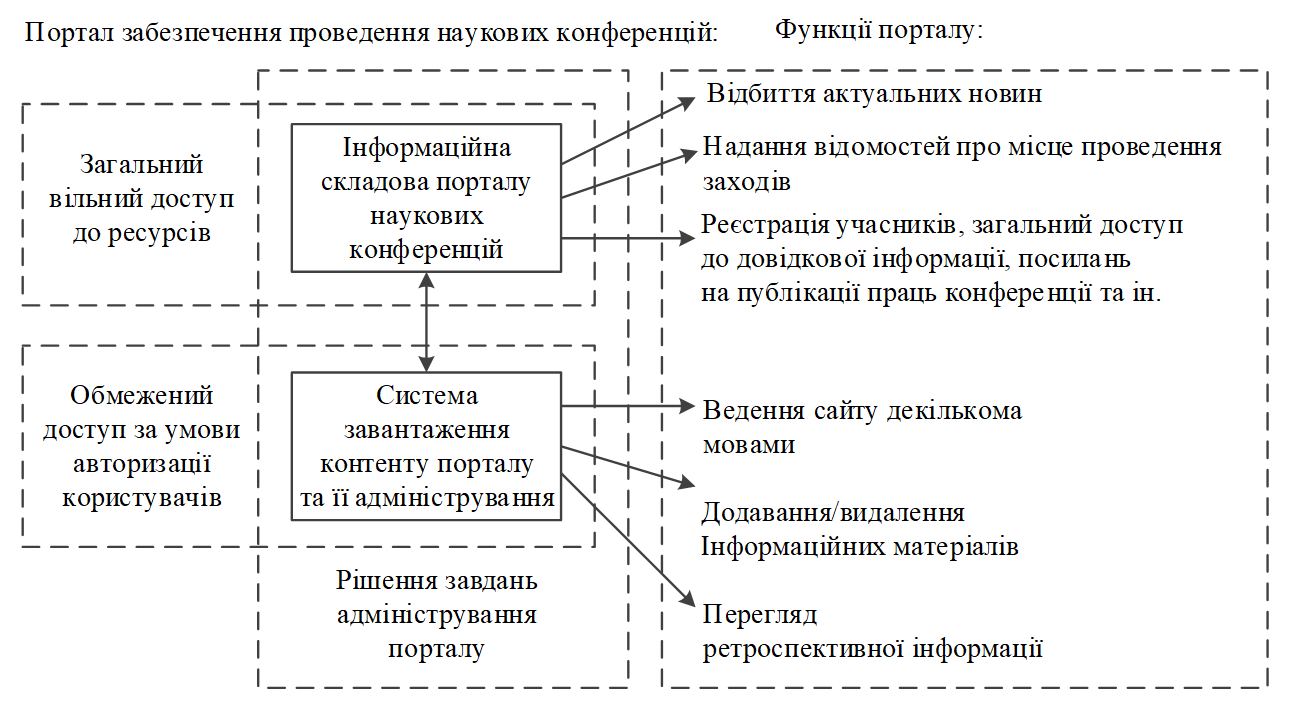 Портал забезпечення проведення наукових конференцій:
Функції порталу:
Загальний
вільний доступ
до ресурсів
Інформаційна
складова порталу
наукових
конференцій
Відбиття актуальних новин
Надання відомостей про місце проведення
заходів
Реєстрація учасників, загальний доступ
до довідкової інформації, посилань
на публікації праць конференції та ін.
Обмежений
доступ за умови
авторизації
користувачів
Система
завантаження
контенту порталу
та її адміністрування
Ведення сайту декількома
мовами
Додавання/видалення
Інформаційних матеріалів
Перегляд
ретроспективної інформації
Рішення завдань
адміністрування
порталу